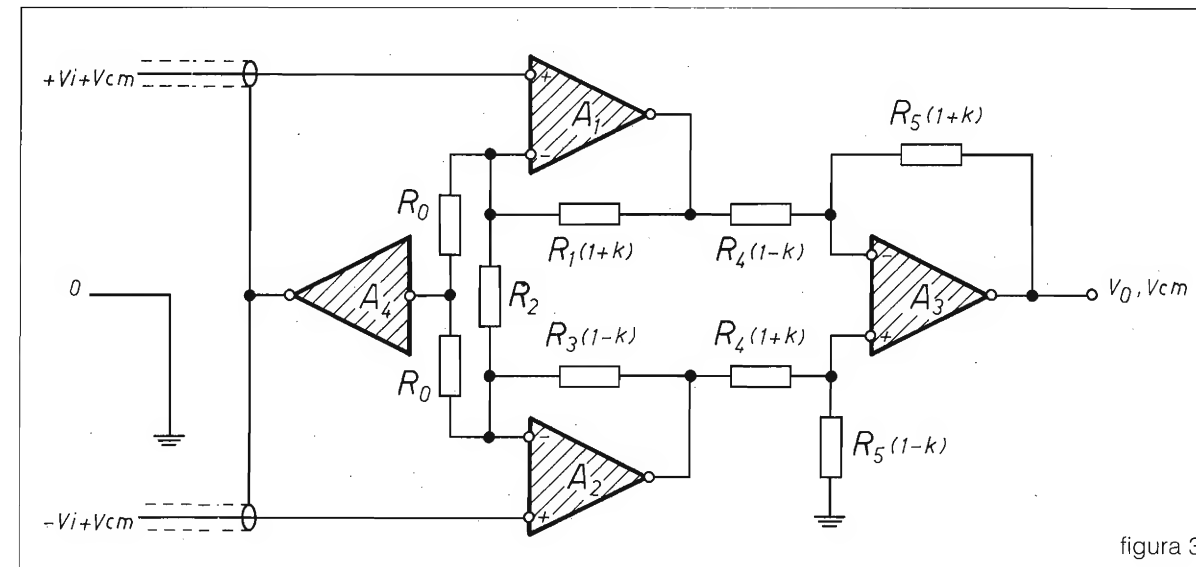 +Vi+Vcm
A1
+
-
R5(1+k)
R0
R1(1+k)
R4(1-k)
0
A4
R2
A3
-
+
V0,Vcm
R3(1-k)
R4(1+k)
R0
A2
-
+
R5(1-k)
-Vi+Vcm
figura 3